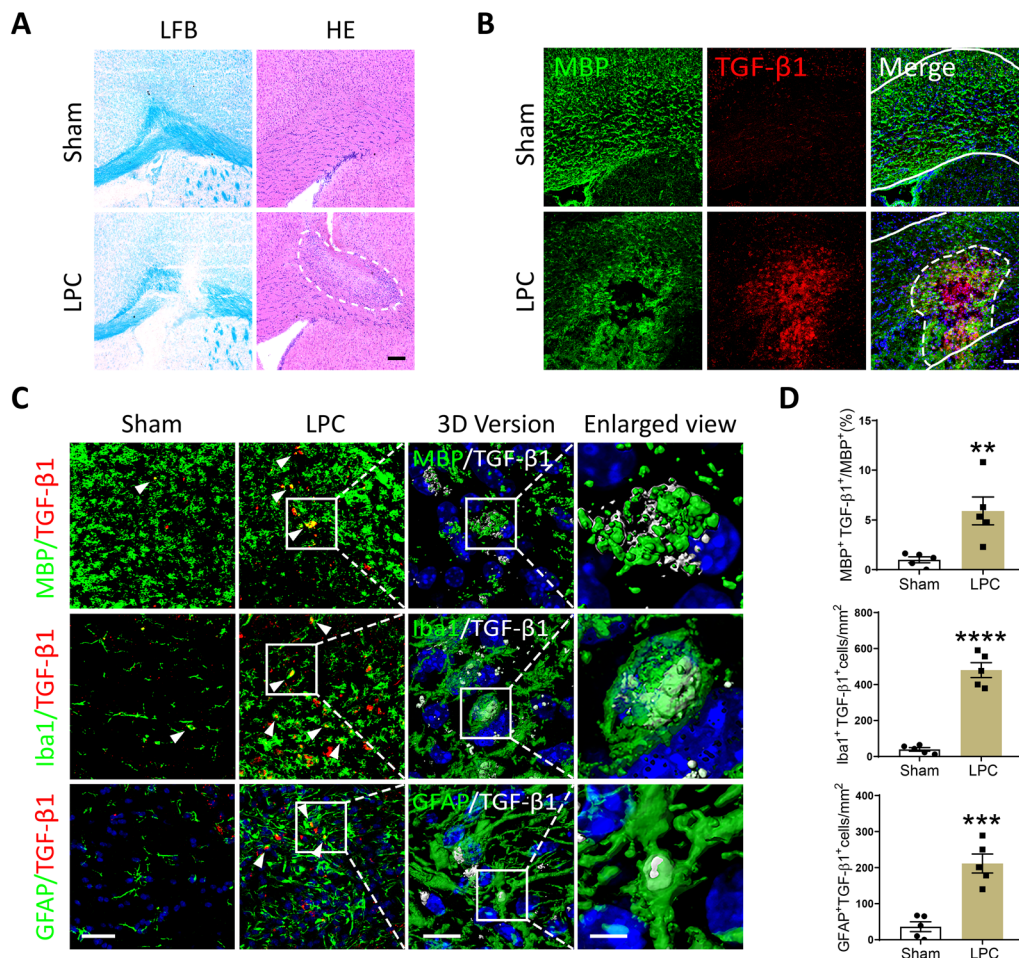 A
LFB
HE
Sham
LPC
B
MBP
TGF-β1
Merge
Sham
LPC
C
Sham
LPC
3D Version
Enlarged view
MBP/TGF-β1
MBP/TGF-β1
Iba1/TGF-β1
Iba1/TGF-β1
GFAP/TGF-β1
GFAP/TGF-β1
D
MBP⁺ TGF-β1⁺/MBP⁺(%)
15
10
5
0
**
Sham
LPC
Iba1⁺ TGF-β1⁺cells/mm²
800
600
400
200
0
****
Sham
LPC
GFAP⁺TGF-β1⁺cells/mm²
400
300
200
100
0
***
Sham
LPC